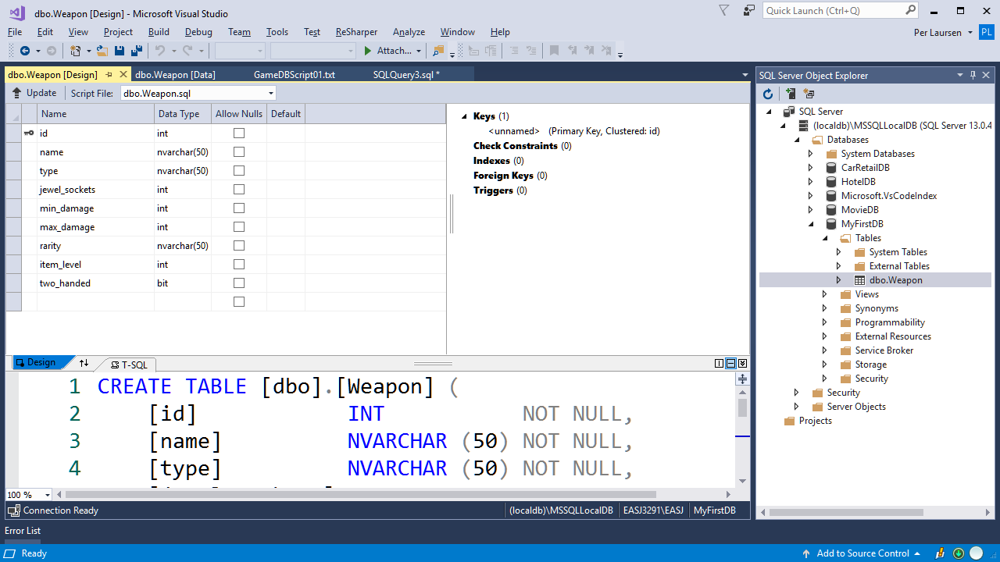 dbo.Weapon [Design] - Microsoft Visual Studio
Quick Launch (Ctrl+Q)
File Edit View Project Build Debug Team Tools Test ReSharper Analyze Window Help
Per Laursen PL
Attach...
dbo.Weapon [Design] dbo.Weapon [Data] GameDBScript01.txt SQLQuery3.sql *
Update Script File: dbo.Weapon.sql
Name Data Type Allow Nulls Default
id int
name nvarchar(50)
type nvarchar(50)
jewel_sockets int
min_damage int
max_damage int
rarity nvarchar(50)
item_level int
two_handed bit
Keys (1)
<unnamed> (Primary Key, Clustered: id)
Check Constraints (0)
Indexes (0)
Foreign Keys (0)
Triggers (0)
Design T-SQL
1 CREATE TABLE [dbo].[Weapon] (
2 [id] INT NOT NULL,
3 [name] NVARCHAR (50) NOT NULL,
4 [type] NVARCHAR (50) NOT NULL,
100 %
Connection Ready (localdb)\MSSQLLocalDB EASJ3291\EASJ MyFirstDB
SQL Server Object Explorer
SQL Server
(localdb)\MSSQLLocalDB (SQL Server 13.0.4
Databases
System Databases
CarRetailDB
HotelDB
Microsoft.VsCodeIndex
MovieDB
MyFirstDB
Tables
System Tables
External Tables
dbo.Weapon
Views
Synonyms
Programmability
External Resources
Service Broker
Storage
Security
Security
Server Objects
Projects
Error List
Ready Add to Source Control